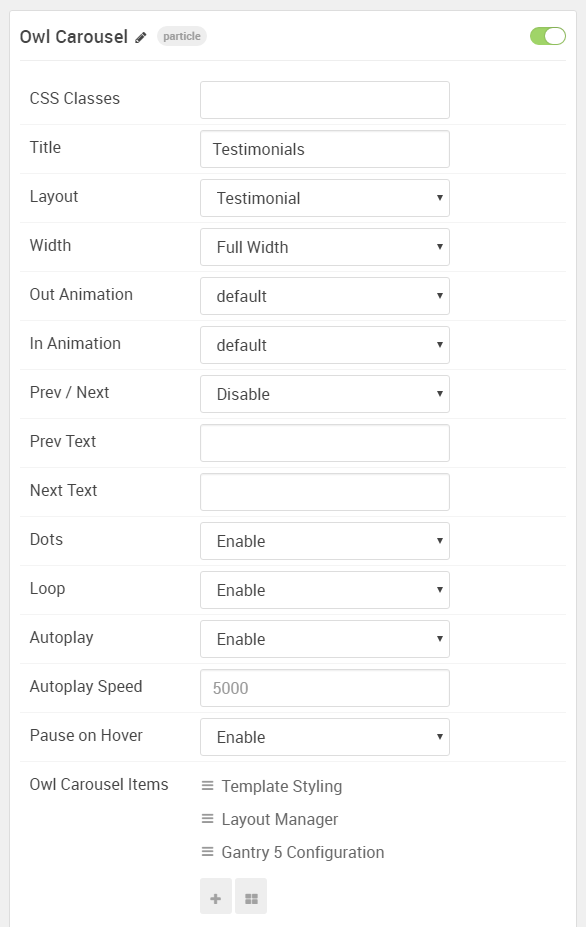 Owl Carousel particle
CSS Classes
Title Testimonials
Layout Testimonial
Width Full Width
Out Animation default
In Animation default
Prev / Next Disable
Prev Text
Next Text
Dots Enable
Loop Enable
Autoplay Enable
Autoplay Speed 5000
Pause on Hover Enable
Owl Carousel Items Template Styling
Layout Manager
Gantry 5 Configuration